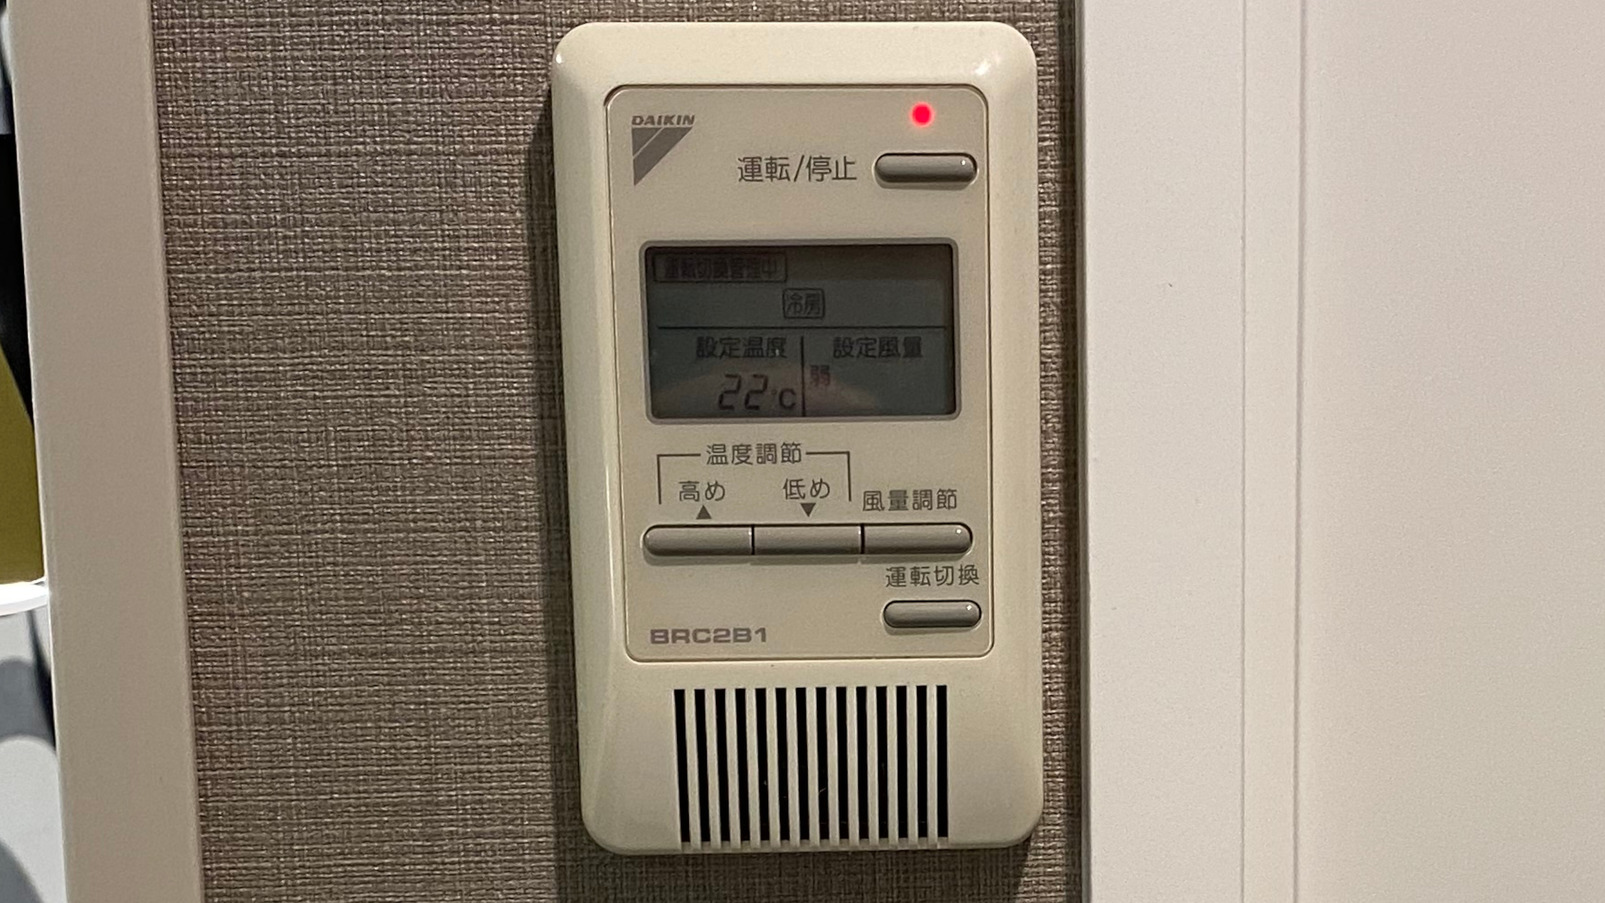 DAIKIN
運転/停止
運転切換管理中
冷房
設定温度 設定風量
22℃ 弱
温度調節
高め 低め 風量調節
▲ ▼
運転切換
BRC2B1